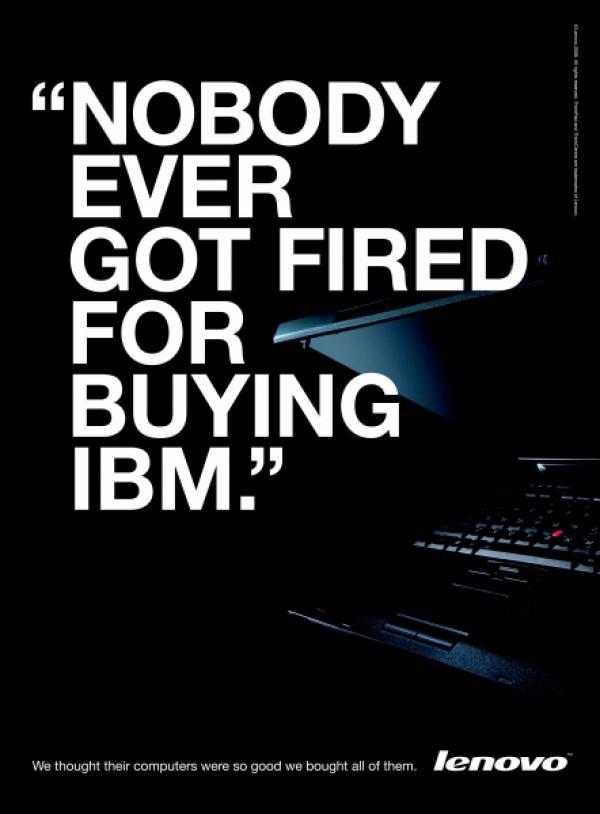 “NOBODY
EVER
GOT FIRED
FOR
BUYING
IBM.”
We thought their computers were so good we bought all of them.
lenovo™